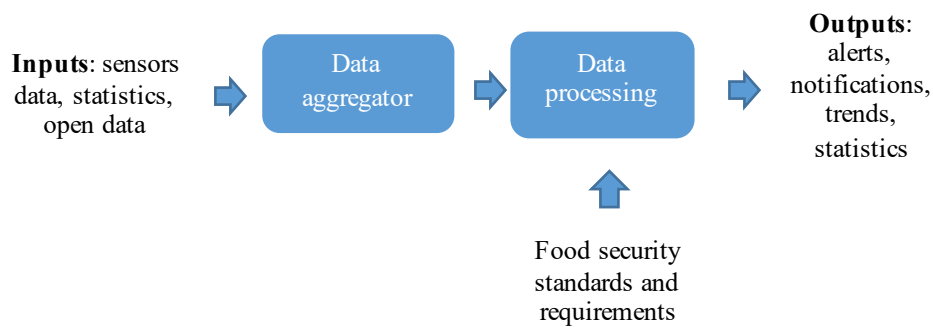 Inputs: sensors
data, statistics,
open data
Data
aggregator
Data
processing
Outputs:
alerts,
notifications,
trends,
statistics
Food security
standards and
requirements